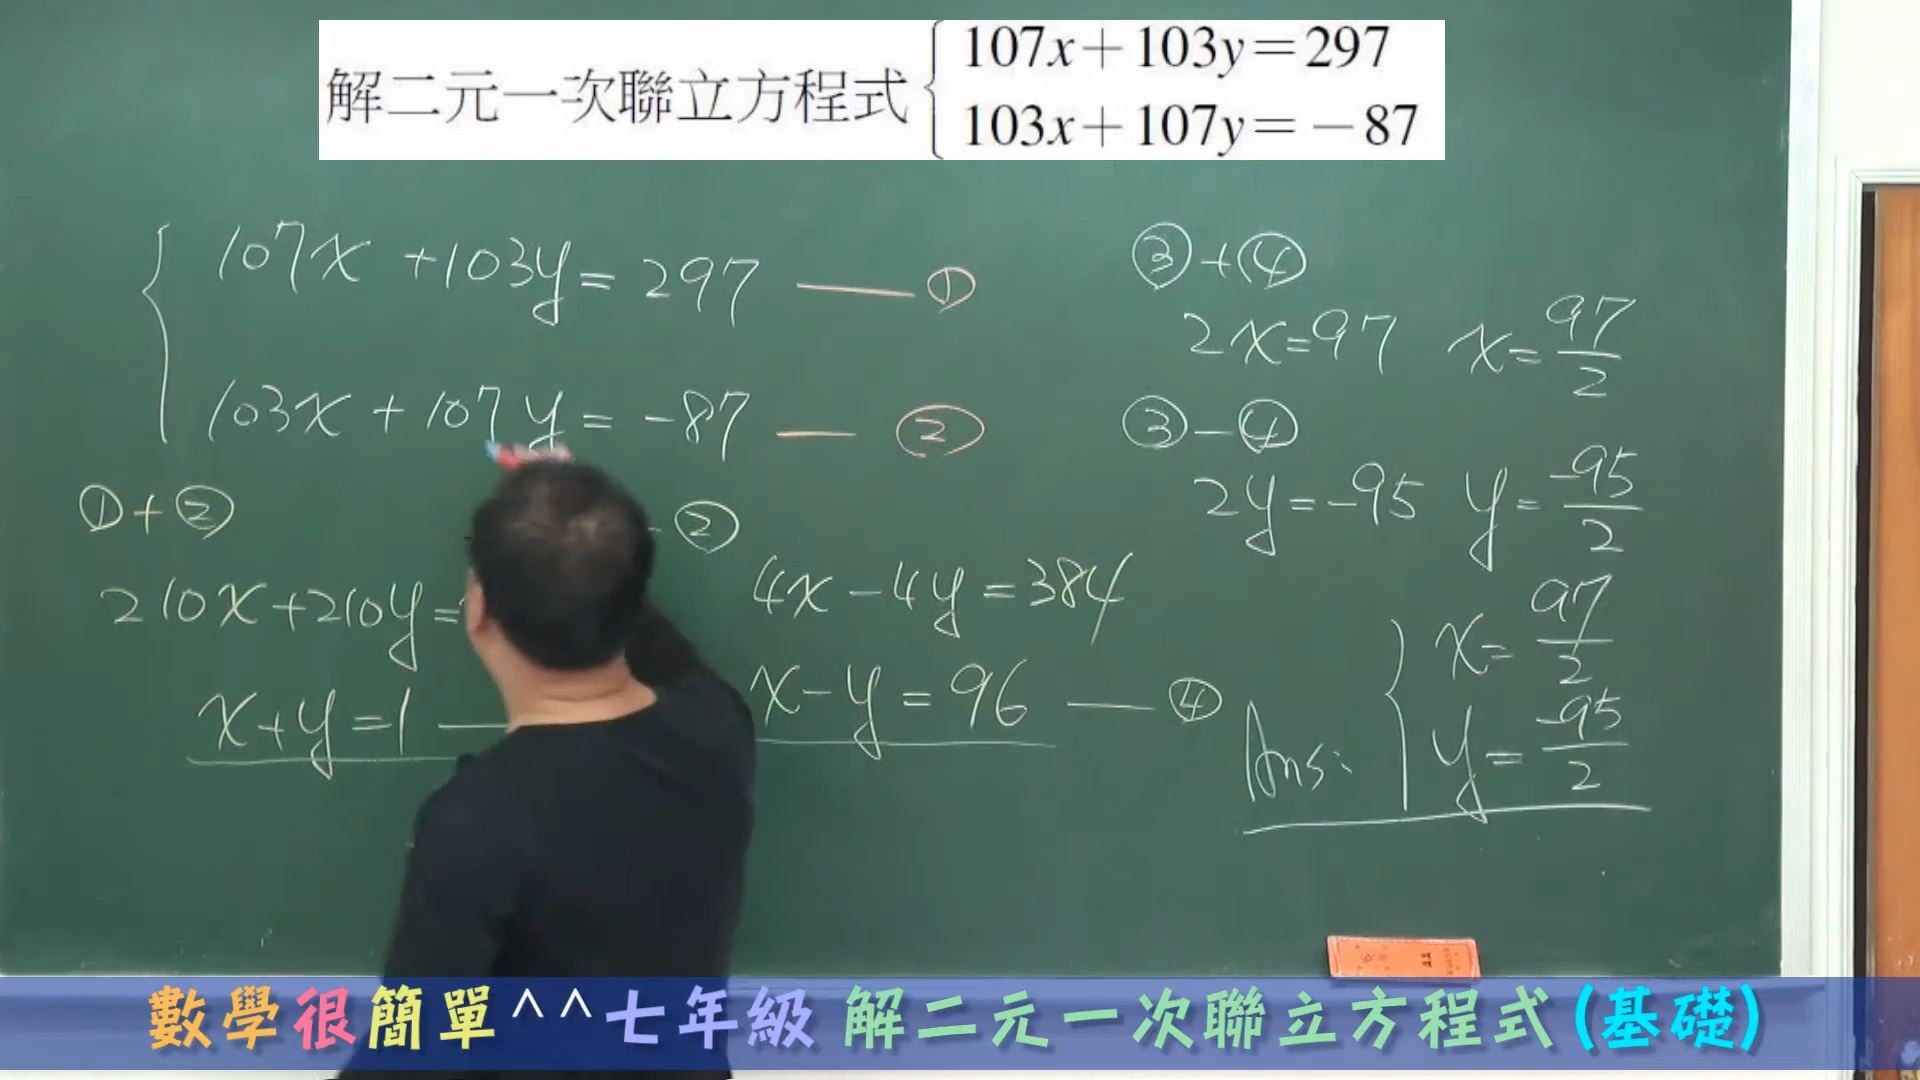 解二元一次聯立方程式 { 107x+103y=297
103x+107y=-87
107x+103y=297 — ①
103x+107y=-87 — ②
①+②
210x+210y=
x+y=1 —
- ②
4x-4y=384
x-y=96 — ④
③+④
2x=97 x=97/2
③-④
2y=-95 y=-95/2
Ans: { x=97/2
y=-95/2
數學很簡單^^七年級 解二元一次聯立方程式(基礎)